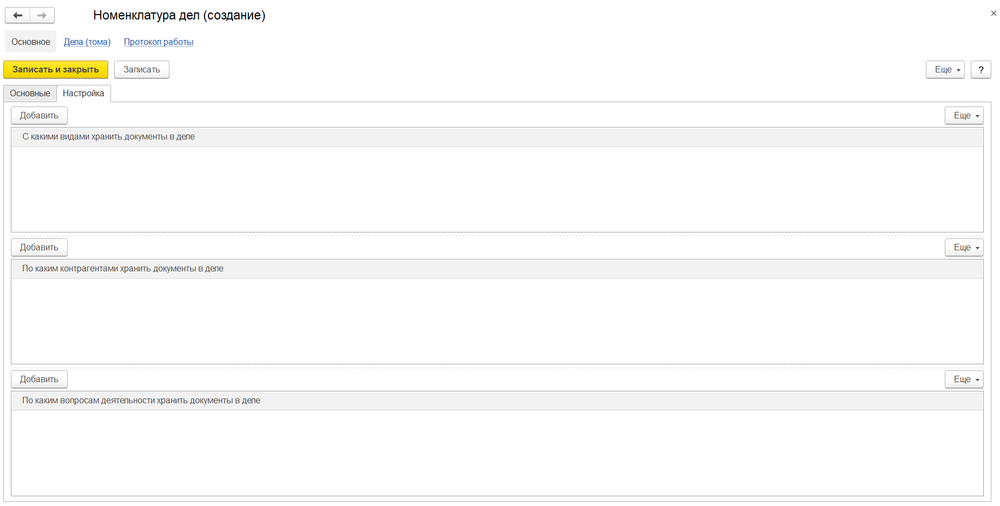 Номенклатура дел (создание)
Основное Дела (тома) Протокол работы
Записать и закрыть Записать Еще ?
Основные Настройка
Добавить Еще
С какими видами хранить документы в деле
Добавить Еще
По каким контрагентами хранить документы в деле
Добавить Еще
По каким вопросам деятельности хранить документы в деле